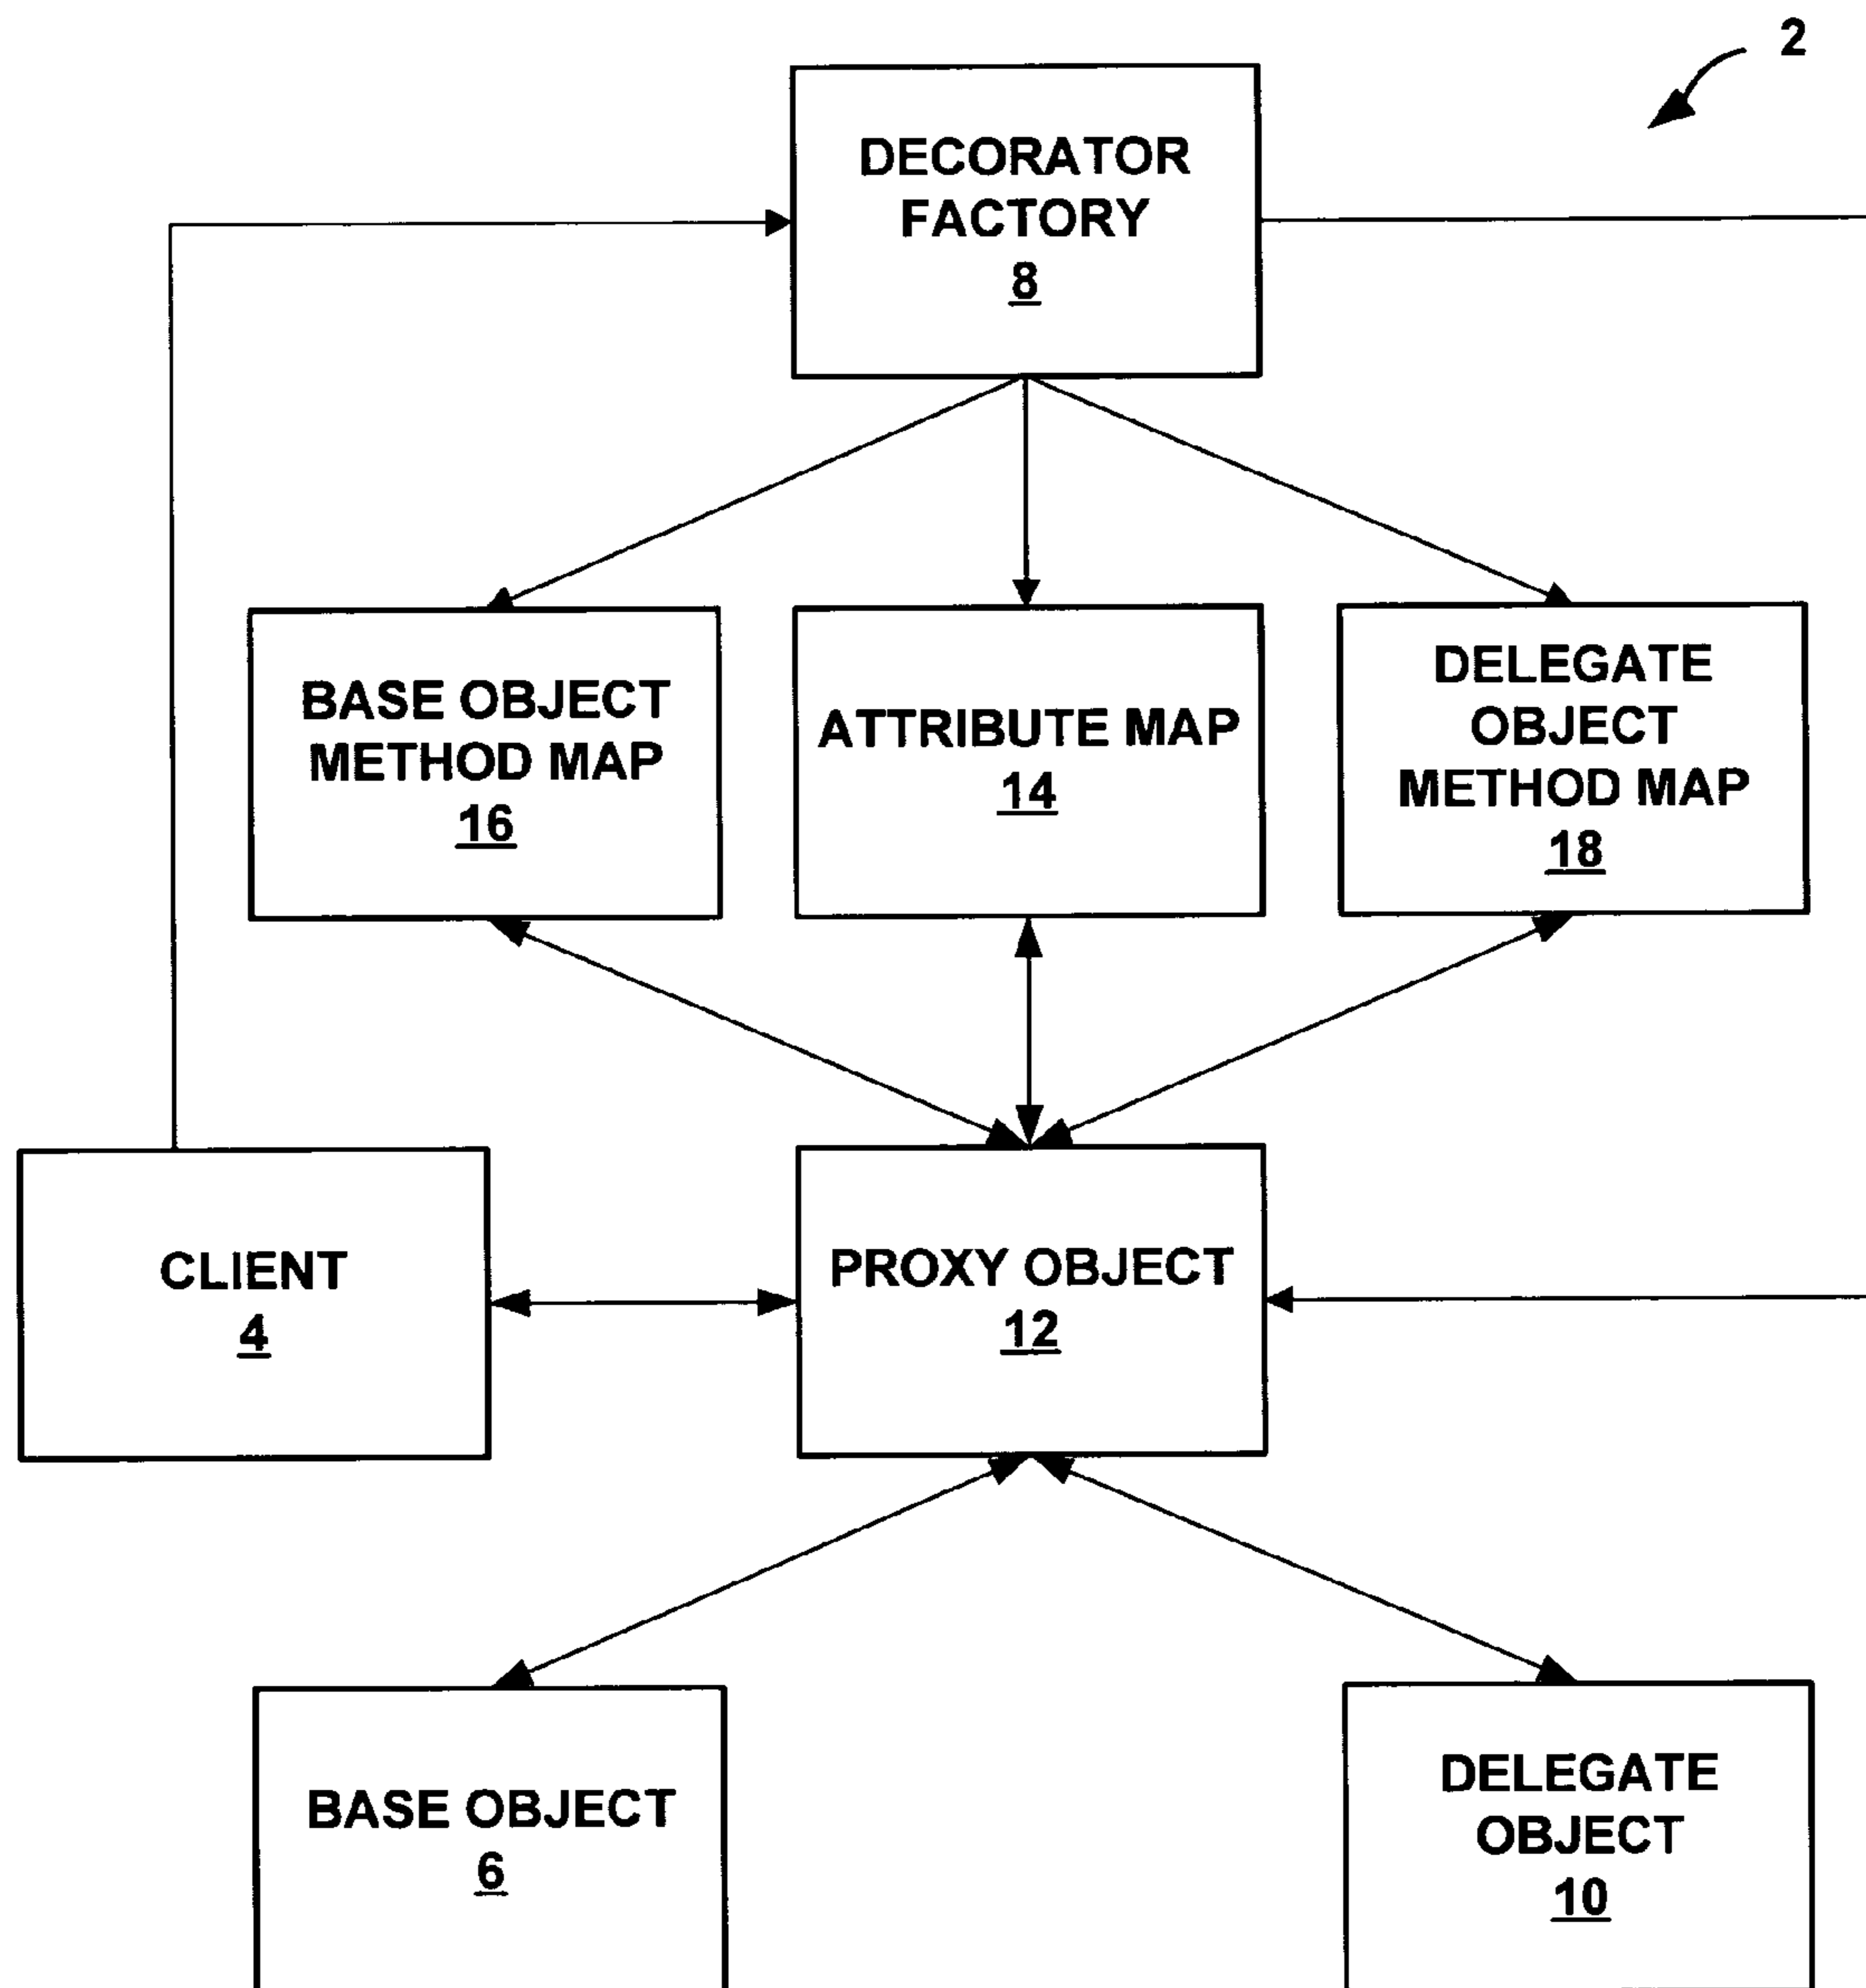 2
DECORATOR
FACTORY
8
BASE OBJECT
METHOD MAP
16
ATTRIBUTE MAP
14
DELEGATE
OBJECT
METHOD MAP
18
CLIENT
4
PROXY OBJECT
12
BASE OBJECT
6
DELEGATE
OBJECT
10